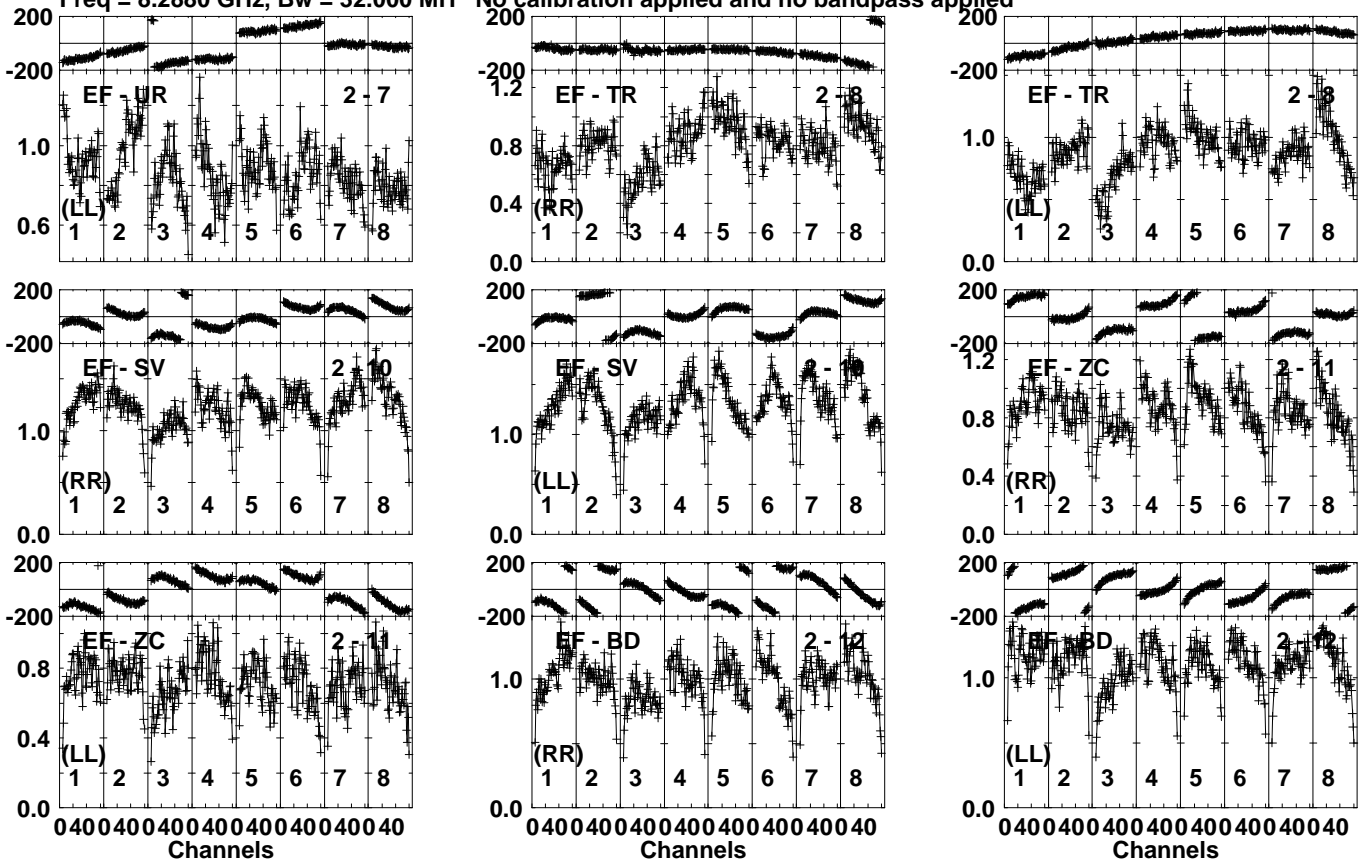 Freq = 8.2880 GHz, Bw = 32.000 MH No calibration applied and no bandpass applied
200 200 200
-200 -200 -200
EF - UR 2 - 7 1.2 EF - TR 2 - 8 EF - TR 2 - 8
1.0 0.8 1.0
0.6 (LL) 0.4 (RR) (LL)
1 2 3 4 5 6 7 8 1 2 3 4 5 6 7 8 1 2 3 4 5 6 7 8
0.0 0.0
200 200 200
-200 -200 -200
EF - SV 2 - 10 EF - SV 2 - 10 1.2 EF - ZC 2 - 11
1.0 1.0 0.8
(RR) (LL) 0.4 (RR)
1 2 3 4 5 6 7 8 1 2 3 4 5 6 7 8 1 2 3 4 5 6 7 8
0.0 0.0 0.0
200 200 200
-200 -200 -200
EF - ZC 2 - 11 EF - BD 2 - 12 EF - BD 2 - 12
0.8 1.0 1.0
0.4 (LL) (RR) (LL)
1 2 3 4 5 6 7 8 1 2 3 4 5 6 7 8 1 2 3 4 5 6 7 8
0.0 0.0 0.0
0 40 0 40 0 40 0 40 0 40 0 40 0 40 0 40 0 40 0 40 0 40 0 40 0 40 0 40 0 40 0 40 0 40 0 40 0 40 0 40 0 40 0 40 0 40 0 40
Channels Channels Channels